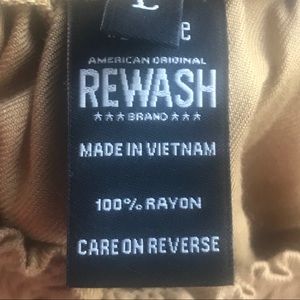 L
AMERICAN ORIGINAL
REWASH
★★★ BRAND ★★★
MADE IN VIETNAM
100% RAYON
CARE ON REVERSE